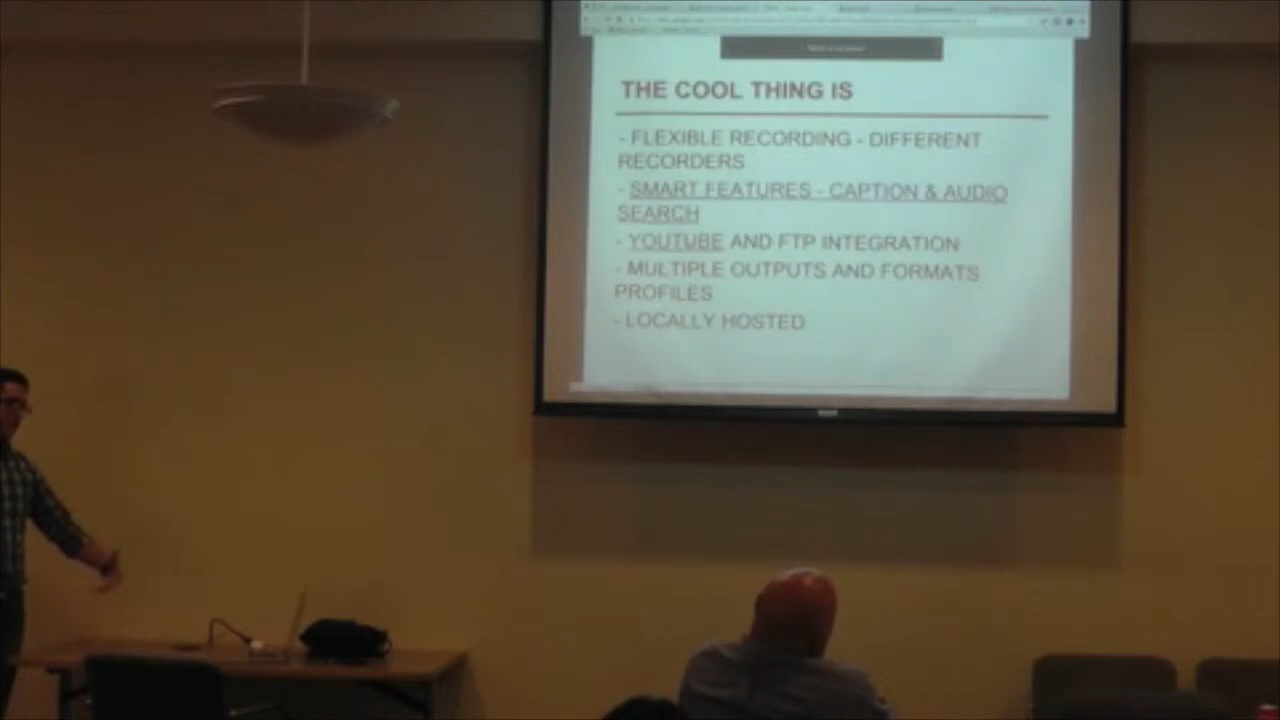 THE COOL THING IS
- FLEXIBLE RECORDING - DIFFERENT
RECORDERS
- SMART FEATURES - CAPTION & AUDIO
SEARCH
- YOUTUBE AND FTP INTEGRATION
- MULTIPLE OUTPUTS AND FORMATS
PROFILES
- LOCALLY HOSTED